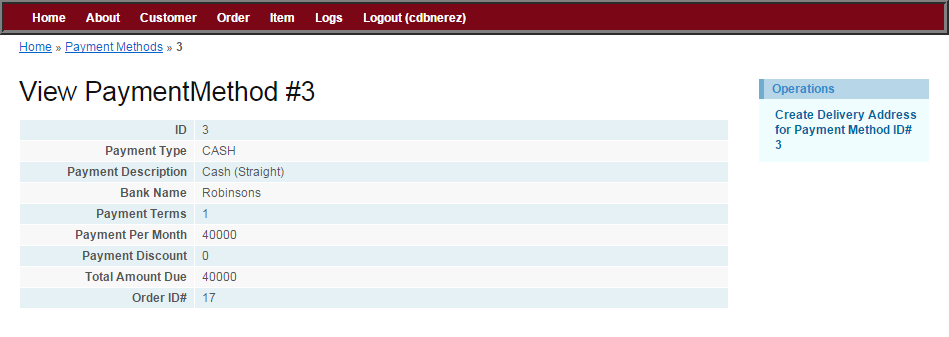 Home About Customer Order Item Logs Logout (cdbnerez)
Home » Payment Methods » 3
View PaymentMethod #3
ID 3
Payment Type CASH
Payment Description Cash (Straight)
Bank Name Robinsons
Payment Terms 1
Payment Per Month 40000
Payment Discount 0
Total Amount Due 40000
Order ID# 17
Operations
Create Delivery Address
for Payment Method ID#
3